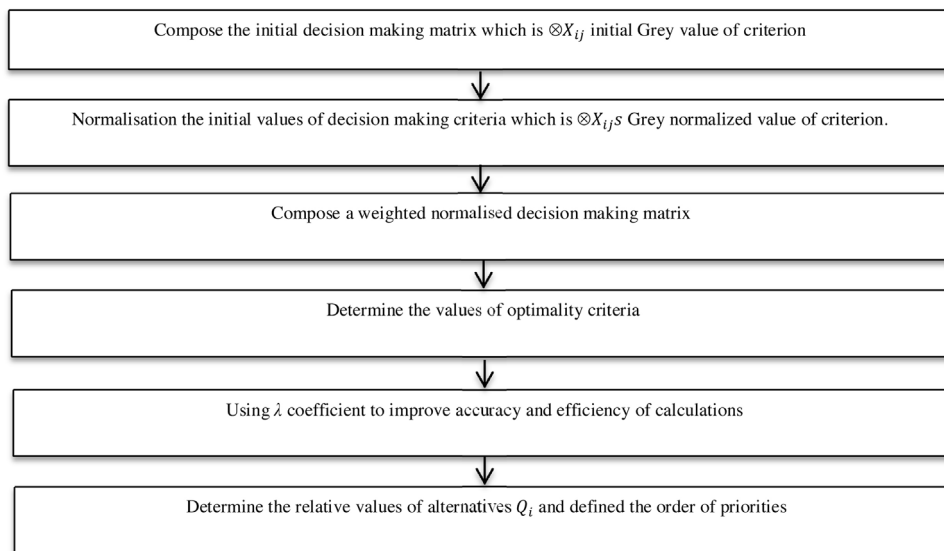 Compose the initial decision making matrix which is ⊗X_ij initial Grey value of criterion
Normalisation the initial values of decision making criteria which is ⊗X_ij s Grey normalized value of criterion.
Compose a weighted normalised decision making matrix
Determine the values of optimality criteria
Using λ coefficient to improve accuracy and efficiency of calculations
Determine the relative values of alternatives Q_i and defined the order of priorities